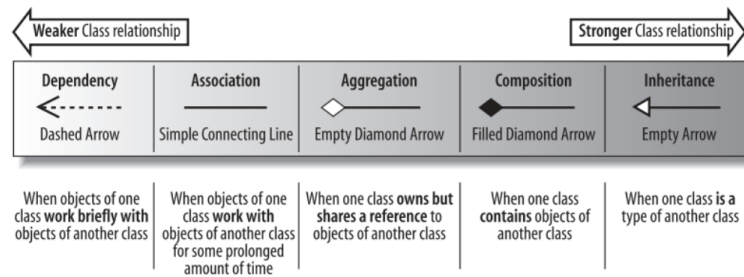 Weaker Class relationship
Stronger Class relationship
Dependency
Dashed Arrow
Association
Simple Connecting Line
Aggregation
Empty Diamond Arrow
Composition
Filled Diamond Arrow
Inheritance
Empty Arrow
When objects of one
class work briefly with
objects of another class
When objects of one
class work with
objects of another class
for some prolonged
amount of time
When one class owns but
shares a reference to
objects of another class
When one class
contains objects of
another class
When one class is a
type of another class